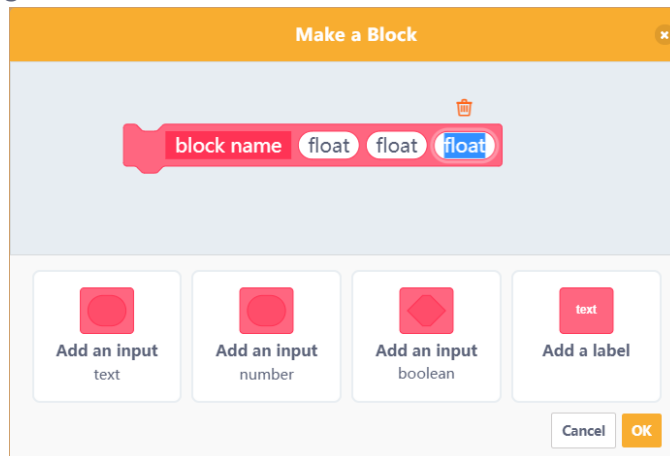 Make a Block
block name float float float
text
Add an input Add an input Add an input Add a label
text number boolean
Cancel OK